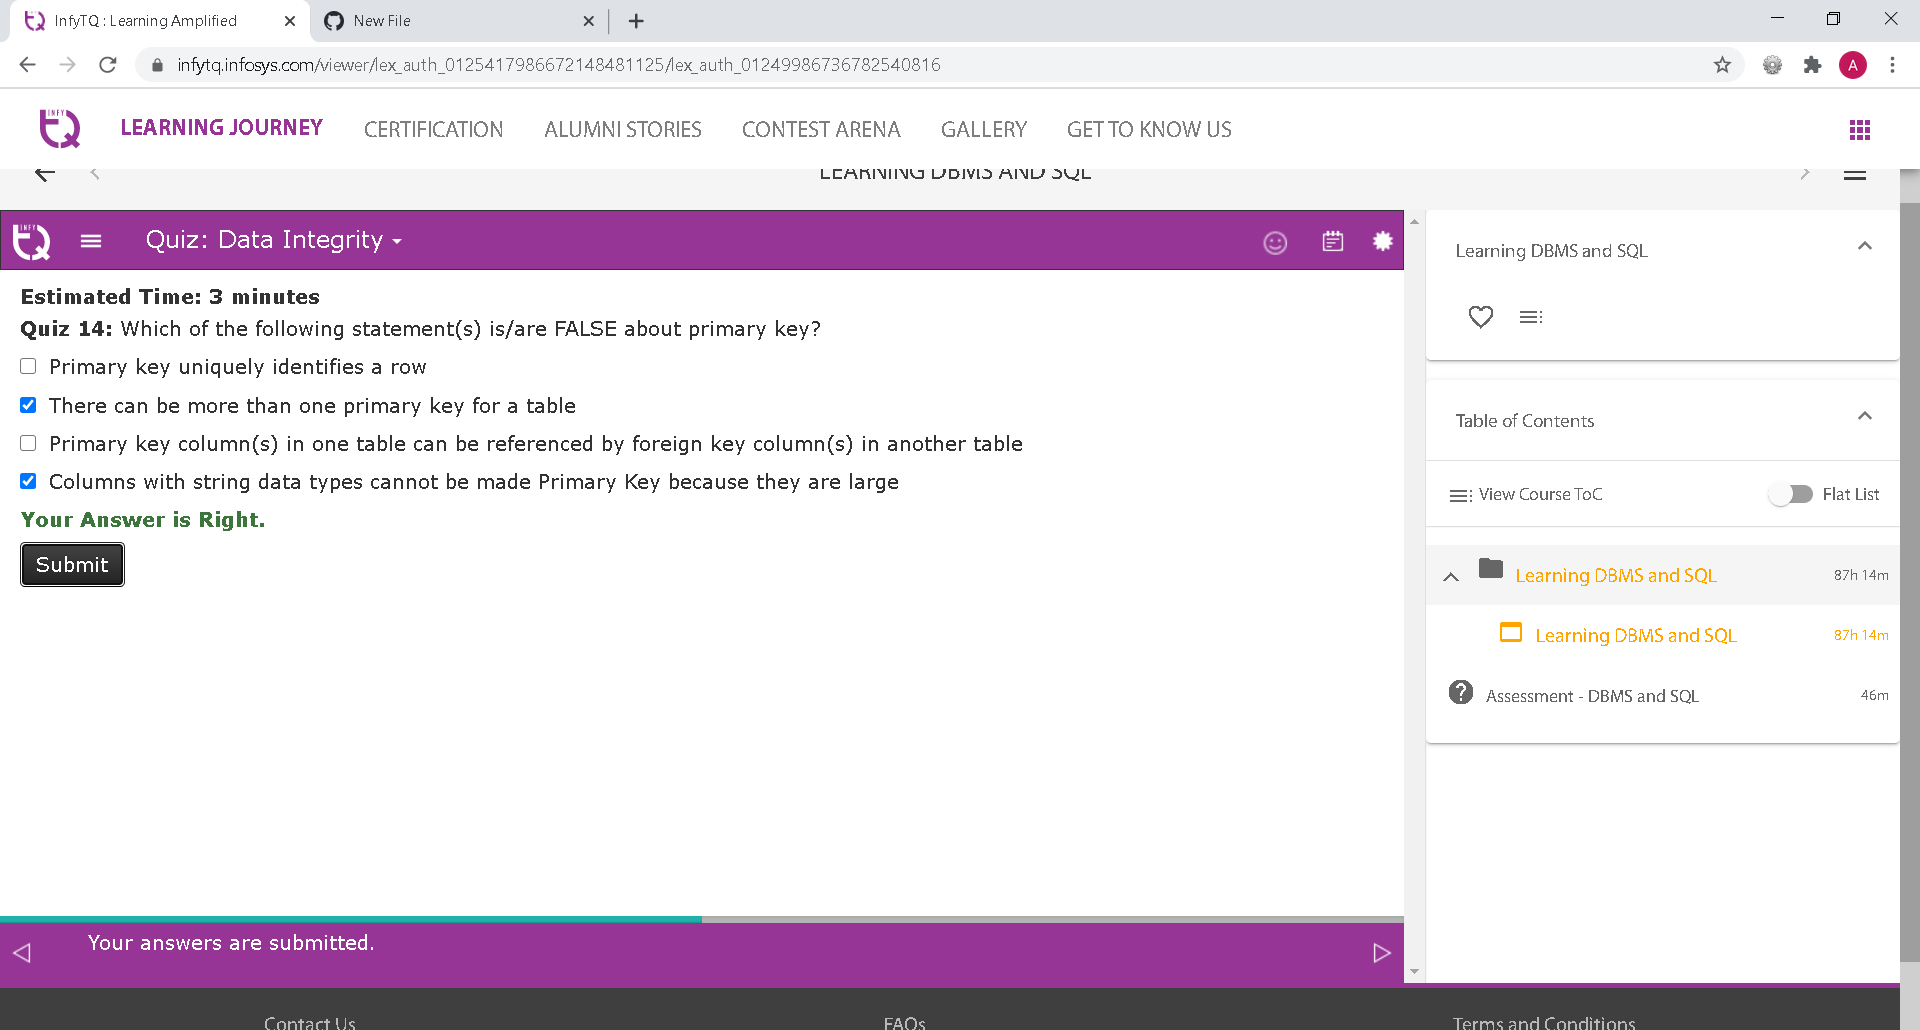 InfyTQ : Learning Amplified
New File
infytq.infosys.com/viewer/lex_auth_0125417986672148481125/lex_auth_01249986736782540816
A
INFY
LEARNING JOURNEY
CERTIFICATION
ALUMNI STORIES
CONTEST ARENA
GALLERY
GET TO KNOW US
LEARNING DBMS AND SQL
INFY
Quiz: Data Integrity
Estimated Time: 3 minutes
Quiz 14: Which of the following statement(s) is/are FALSE about primary key?
Primary key uniquely identifies a row
There can be more than one primary key for a table
Primary key column(s) in one table can be referenced by foreign key column(s) in another table
Columns with string data types cannot be made Primary Key because they are large
Your Answer is Right.
Submit
Your answers are submitted.
Learning DBMS and SQL
Table of Contents
View Course ToC
Flat List
Learning DBMS and SQL 87h 14m
Learning DBMS and SQL 87h 14m
Assessment - DBMS and SQL 46m
Contact Us
FAQs
Terms and Conditions